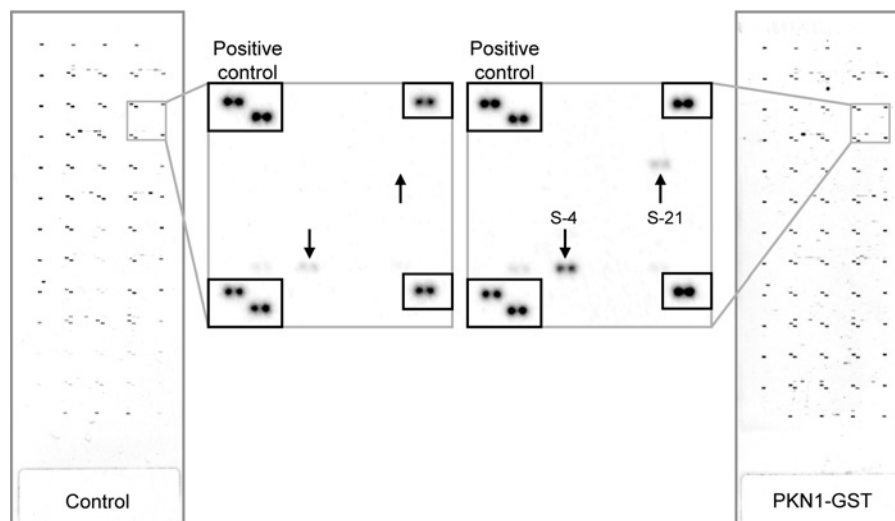 Positive
control
Positive
control
S-4
S-21
Control
PKN1-GST